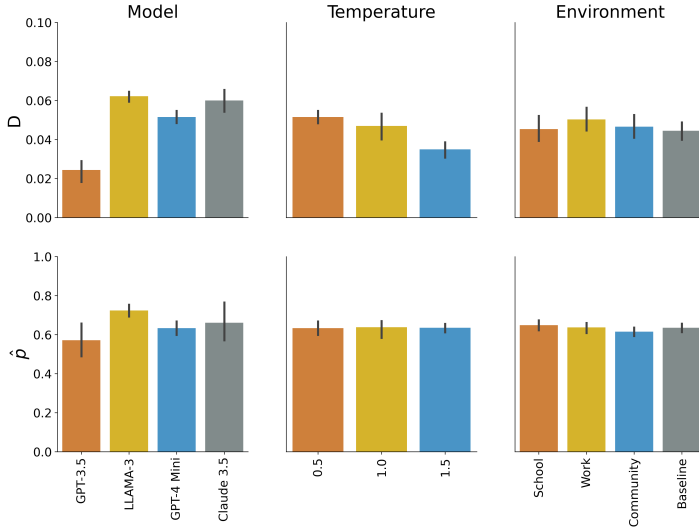 Model
Temperature
Environment
D
0.10
0.08
0.06
0.04
0.02
0.00
p̂
1.0
0.8
0.6
0.4
0.2
0.0
GPT-3.5
LLAMA-3
GPT-4 Mini
Claude 3.5
0.5
1.0
1.5
School
Work
Community
Baseline